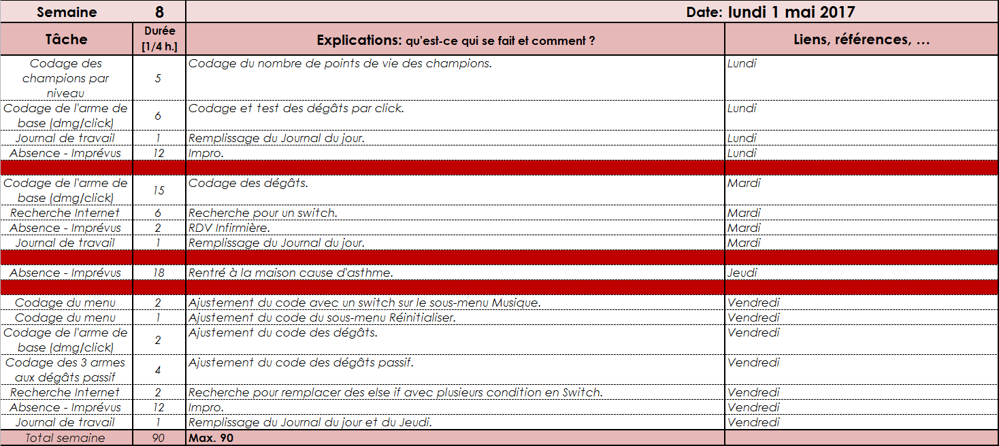 Semaine 8 Date: lundi 1 mai 2017
Tâche Durée [1/4 h.] Explications: qu'est-ce qui se fait et comment ? Liens, références, ...
Codage des champions par niveau 5 Codage du nombre de points de vie des champions. Lundi
Codage de l'arme de base (dmg/click) 6 Codage et test des dégâts par click. Lundi
Journal de travail 1 Remplissage du Journal du jour. Lundi
Absence - Imprévus 12 Impro. Lundi
Codage de l'arme de base (dmg/click) 15 Codage des dégâts. Mardi
Recherche Internet 6 Recherche pour un switch. Mardi
Absence - Imprévus 2 RDV Infirmière. Mardi
Journal de travail 1 Remplissage du Journal du jour. Mardi
Absence - Imprévus 18 Rentré à la maison cause d'asthme. Jeudi
Codage du menu 2 Ajustement du code avec un switch sur le sous-menu Musique. Vendredi
Codage du menu 1 Ajustement du code du sous-menu Réinitialiser. Vendredi
Codage de l'arme de base (dmg/click) 2 Ajustement du code des dégâts. Vendredi
Codage des 3 armes aux dégâts passif 4 Ajustement du code des dégâts passif. Vendredi
Recherche Internet 2 Recherche pour remplacer des else if avec plusieurs condition en Switch. Vendredi
Absence - Imprévus 12 Impro. Vendredi
Journal de travail 1 Remplissage du Journal du jour et du Jeudi. Vendredi
Total semaine 90 Max. 90